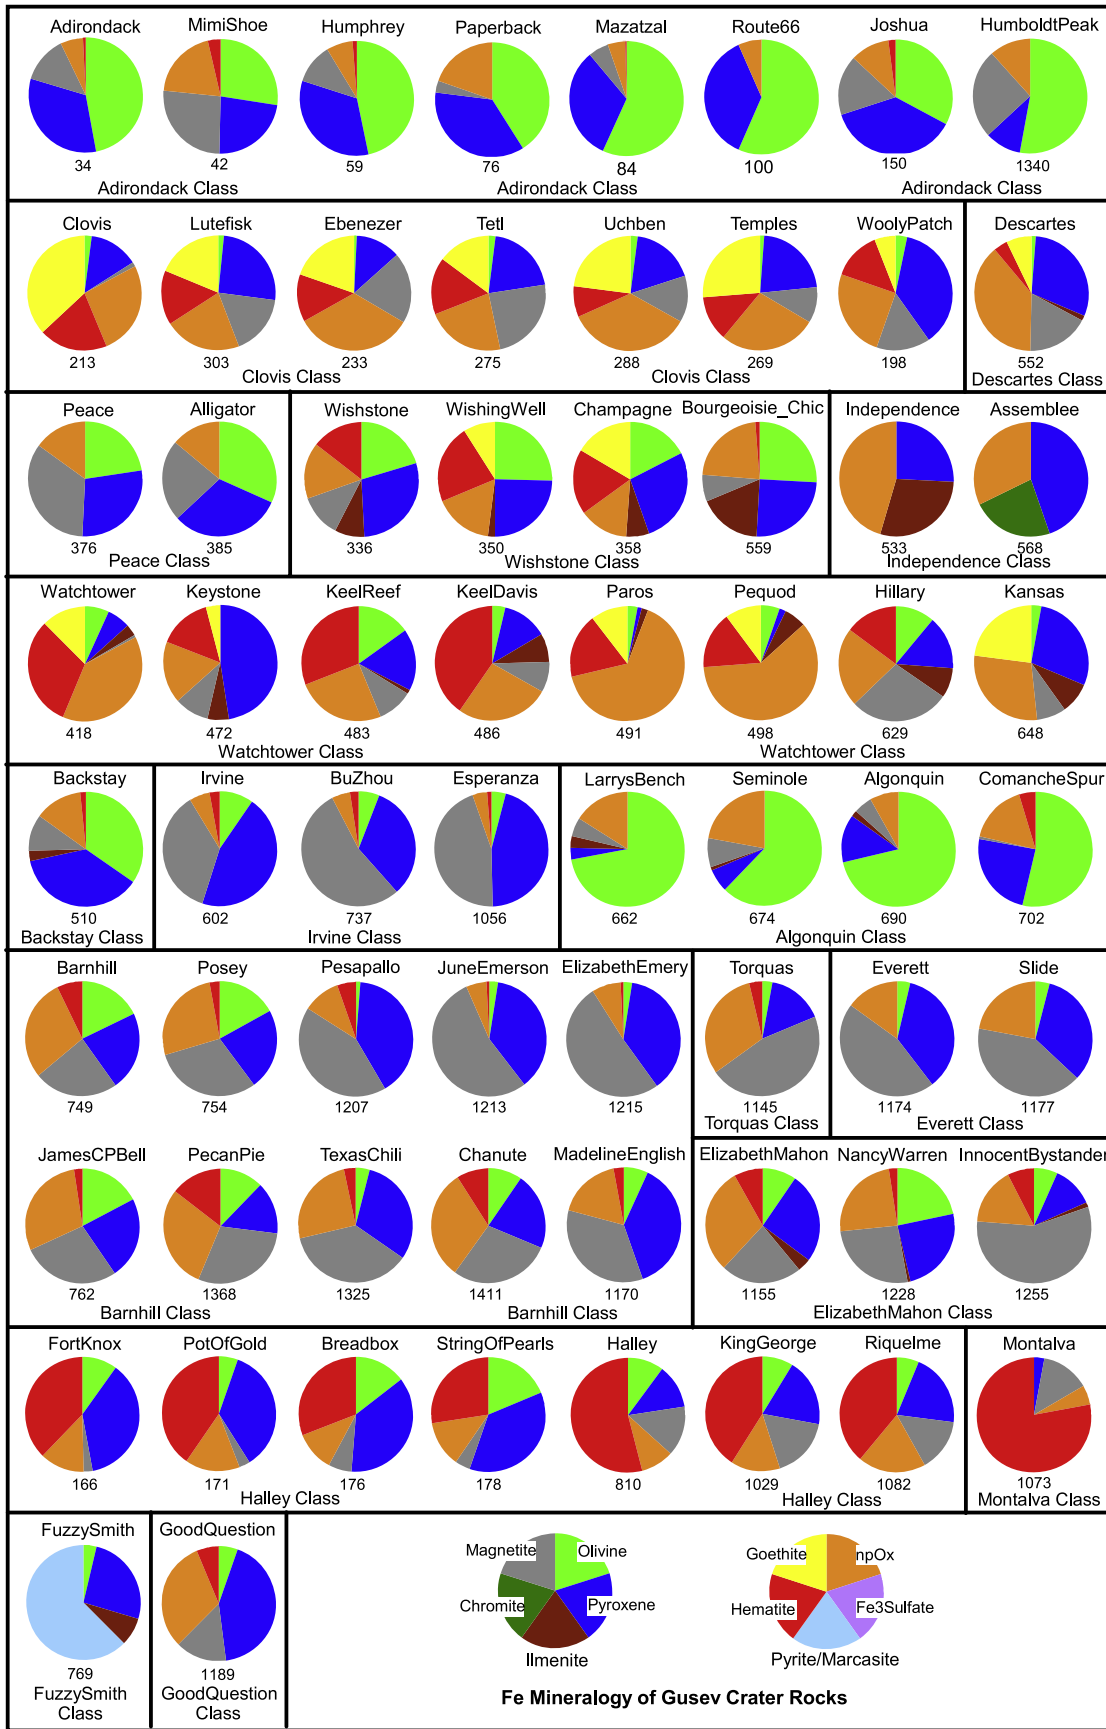 Adirondack MimiShoe Humphrey Paperback Mazatzal Route66 Joshua HumboldtPeak
34 42 59 76 84 100 150 1340
Adirondack Class Adirondack Class Adirondack Class
Clovis Lutefisk Ebenezer Tetl Uchben Temples WoolyPatch Descartes
213 303 233 275 288 269 198 552
Clovis Class Clovis Class Descartes Class
Peace Alligator Wishstone WishingWell Champagne Bourgeoisie_Chic Independence Assemblee
376 385 336 350 358 559 533 568
Peace Class Wishstone Class Independence Class
Watchtower Keystone KeelReef KeelDavis Paros Pequod Hillary Kansas
418 472 483 486 491 498 629 648
Watchtower Class Watchtower Class
Backstay Irvine BuZhou Esperanza LarrysBench Seminole Algonquin ComancheSpur
510 602 737 1056 662 674 690 702
Backstay Class Irvine Class Algonquin Class
Barnhill Posey Pesapallo JuneEmerson ElizabethEmery Torquas Everett Slide
749 754 1207 1213 1215 1145 1174 1177
Torquas Class Everett Class
JamesCPBell PecanPie TexasChili Chanute MadelineEnglish ElizabethMahon NancyWarren InnocentBystander
762 1368 1325 1411 1170 1155 1228 1255
Barnhill Class Barnhill Class ElizabethMahon Class
FortKnox PotOfGold Breadbox StringOfPearls Halley KingGeorge Riquelme Montalva
166 171 176 178 810 1029 1082 1073
Halley Class Halley Class Montalva Class
FuzzySmith GoodQuestion
769 1189
FuzzySmith Class
GoodQuestion Class
Magnetite Olivine
Chromite Pyroxene
Ilmenite
Goethite npOx
Hematite Fe3Sulfate
Pyrite/Marcasite
Fe Mineralogy of Gusev Crater Rocks